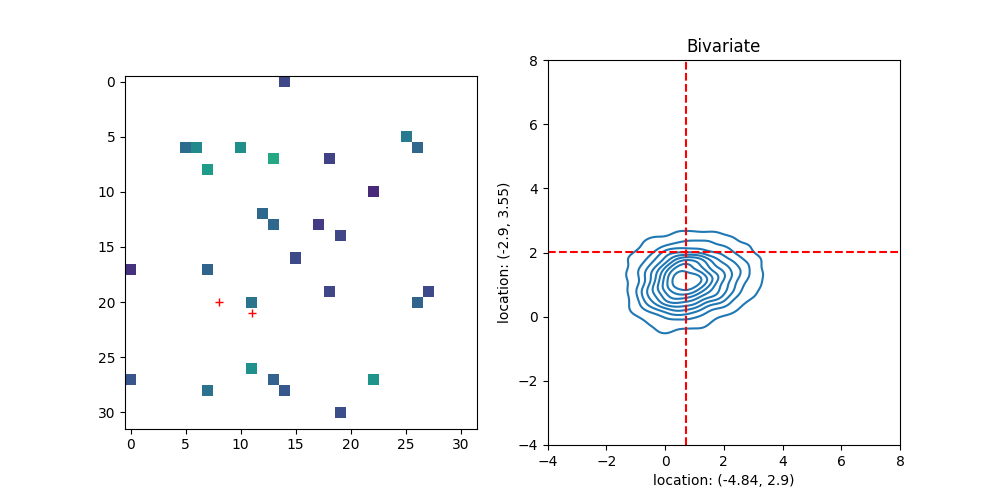 Bivariate
0
5
10
15
20
25
30
0 5 10 15 20 25 30
location: (-2.9, 3.55)
8
6
4
2
0
−2
−4
−4 −2 0 2 4 6 8
location: (-4.84, 2.9)